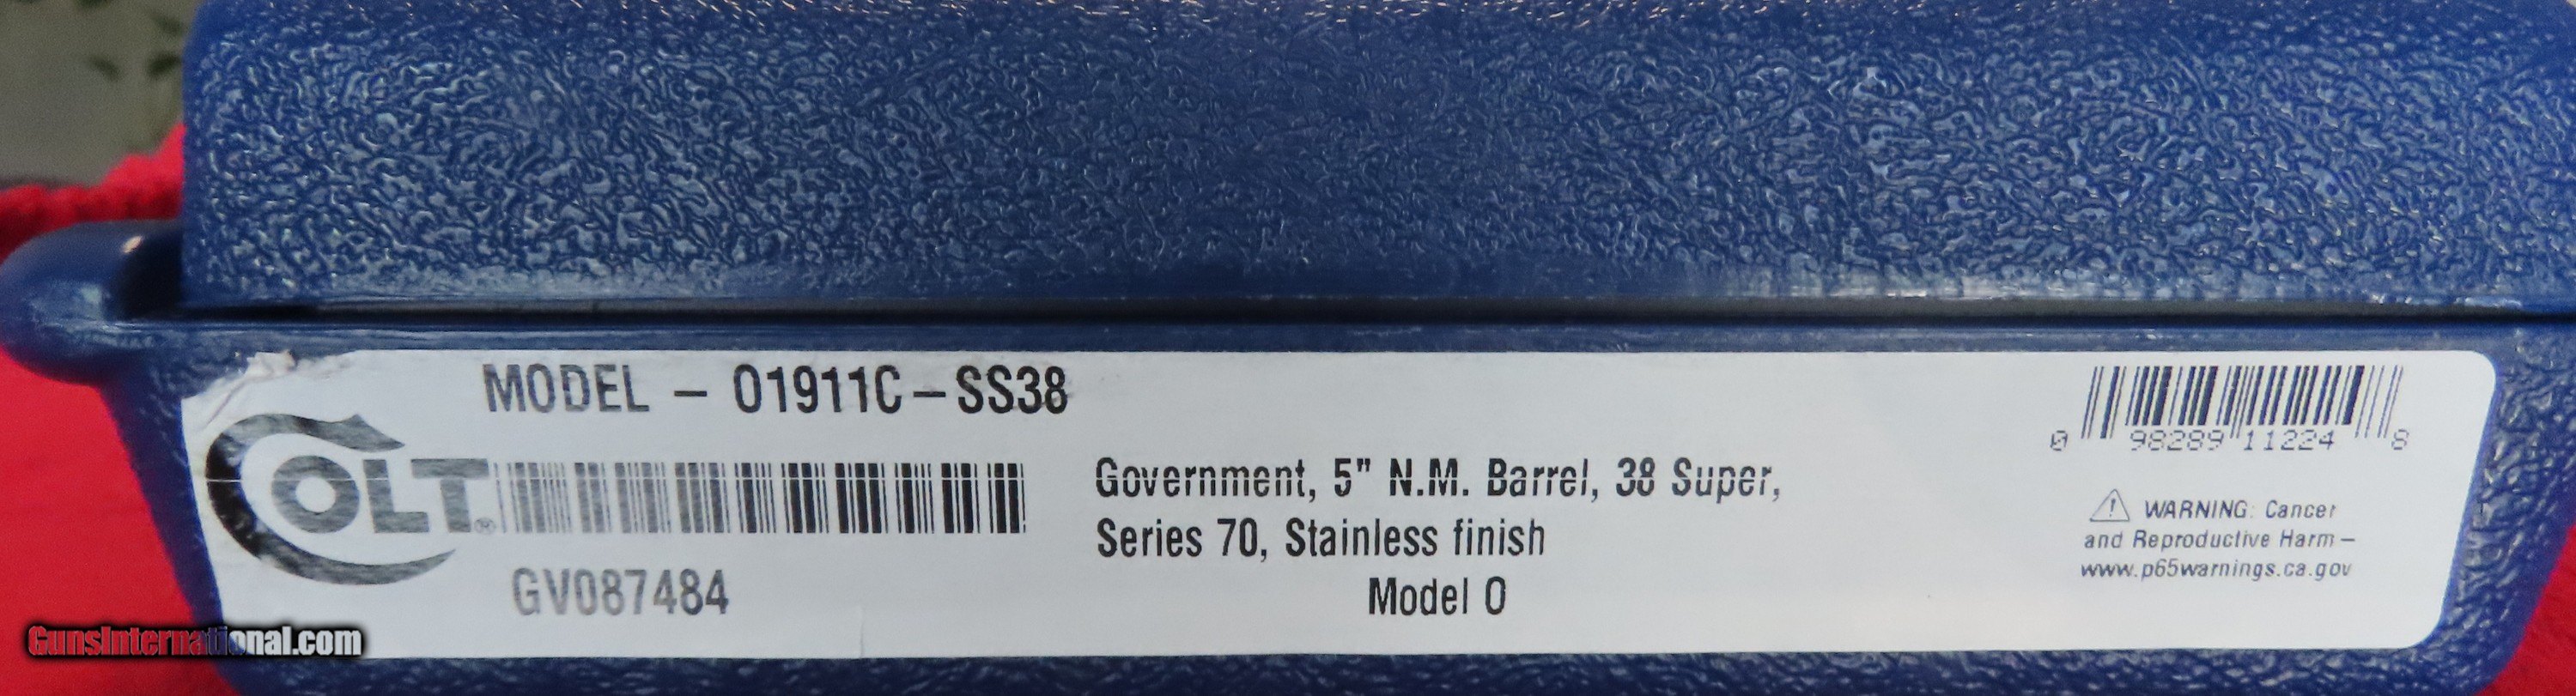 MODEL - O1911C-SS38
COLT®
GV087484
Government, 5" N.M. Barrel, 38 Super,
Series 70, Stainless finish
Model O
0 98289 11224 8
⚠ WARNING: Cancer
and Reproductive Harm –
www.p65warnings.ca.gov
GunsInternational.com